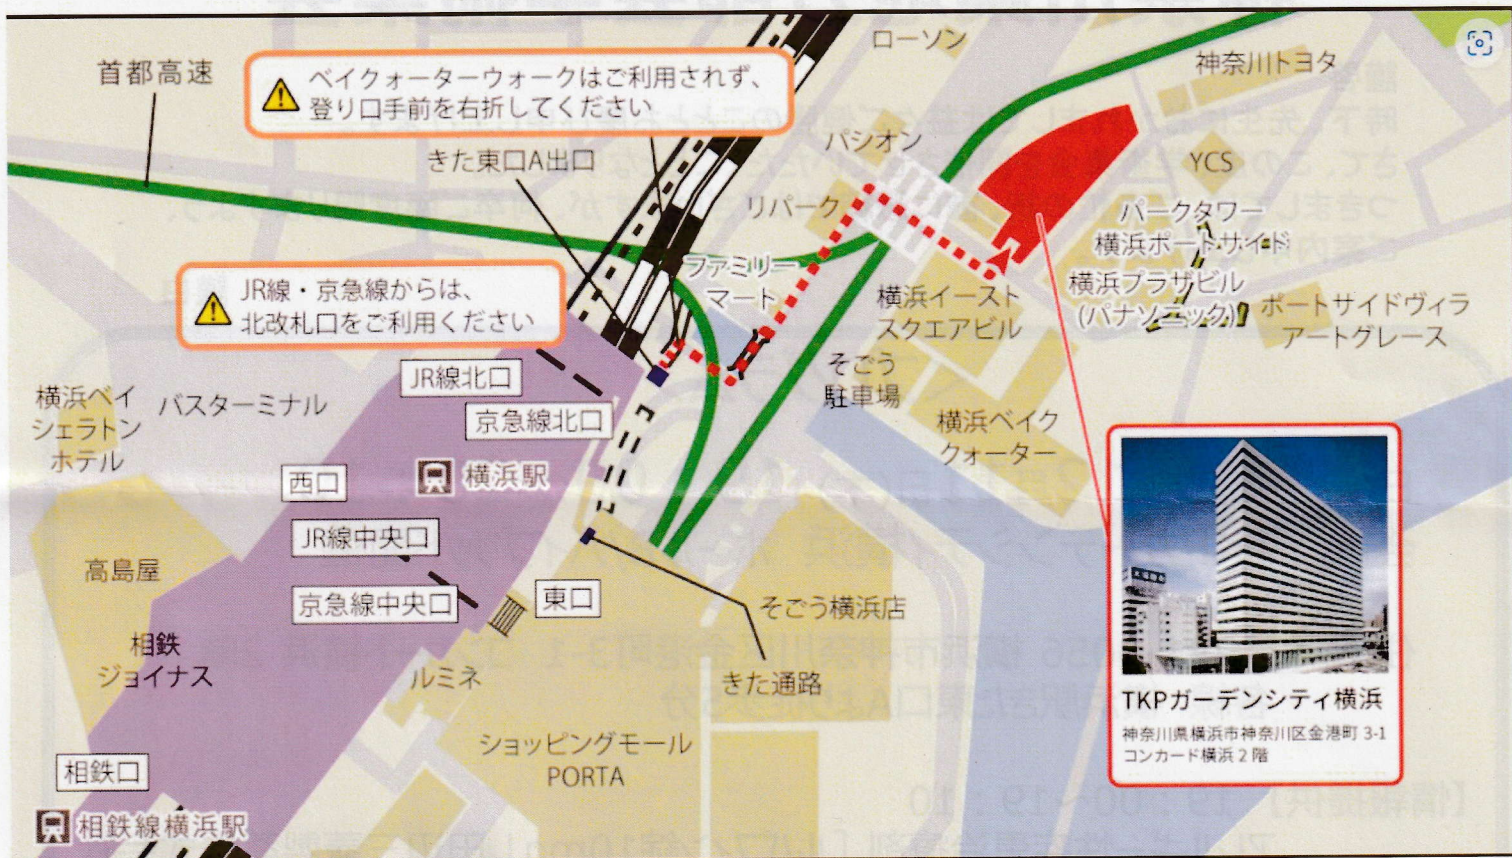 ローソン
首都高速
神奈川トヨタ
ベイクォーターウォークはご利用されず、
登り口手前を右折してください
きた東口A出口
パシオン
YCS
リパーク
パークタワー
横浜ポートサイド
ファミリー
マート
横浜プラザビル
(パナソニック)
JR線・京急線からは、
北改札口をご利用ください
横浜イースト
スクエアビル
ポートサイドヴィラ
アートグレース
JR線北口
そごう
駐車場
横浜ベイ
シェラトン
ホテル
バスターミナル
京急線北口
横浜ベイ
クォーター
横浜駅
西口
JR線中央口
高島屋
京急線中央口
東口
そごう横浜店
相鉄
ジョイナス
ルミネ
きた通路
TKPガーデンシティ横浜
神奈川県横浜市神奈川区金港町 3-1
コンカード横浜 2 階
ショッピングモール
PORTA
相鉄口
相鉄線横浜駅